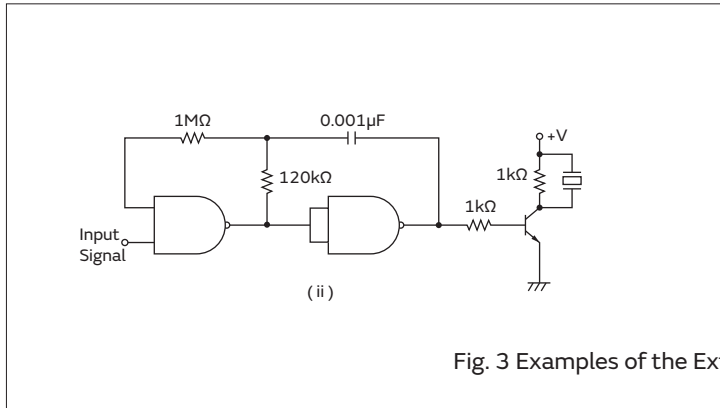 1MΩ
0.001μF
120kΩ
Input
Signal
1kΩ
+V
1kΩ
( ii )
Fig. 3 Examples of the Ext